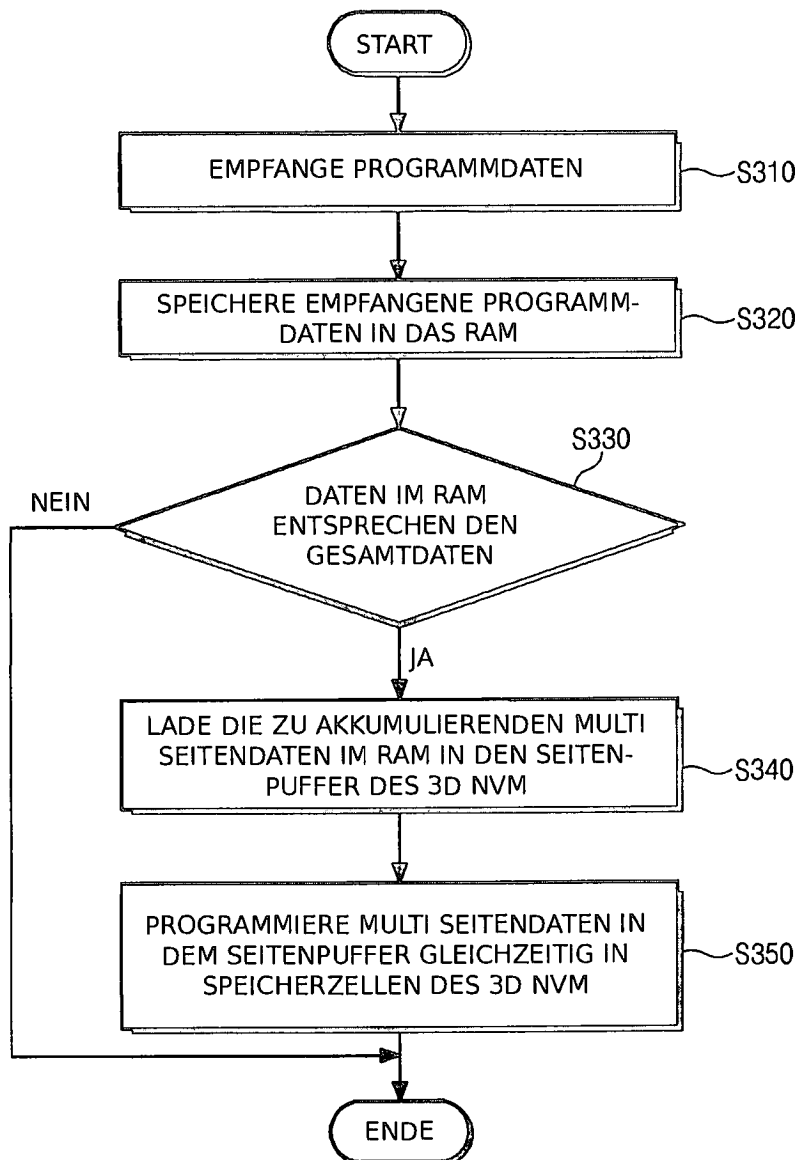 START
EMPFANGE PROGRAMMDATEN
S310
SPEICHERE EMPFANGENE PROGRAMM-
DATEN IN DAS RAM
S320
S330
NEIN
DATEN IM RAM
ENTSPRECHEN DEN
GESAMTDATEN
JA
LADE DIE ZU AKKUMULIERENDEN MULTI
SEITENDATEN IM RAM IN DEN SEITEN-
PUFFER DES 3D NVM
S340
PROGRAMMIERE MULTI SEITENDATEN IN
DEM SEITENPUFFER GLEICHZEITIG IN
SPEICHERZELLEN DES 3D NVM
S350
ENDE